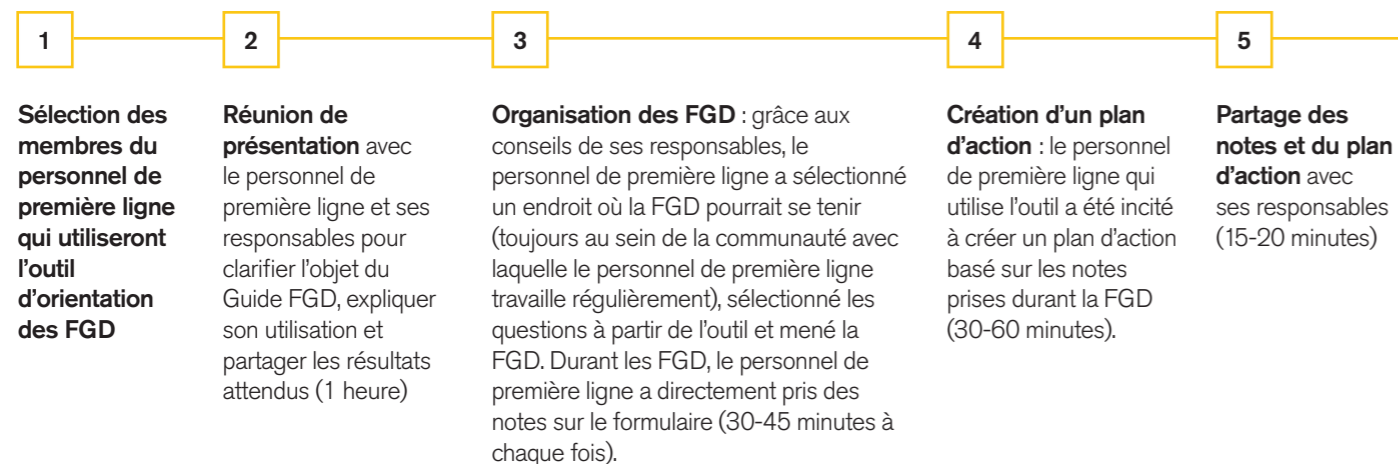 1
2
3
4
5
Sélection des
membres du
personnel de
première ligne
qui utiliseront
l’outil
d’orientation
des FGD
Réunion de
présentation avec
le personnel de
première ligne et ses
responsables pour
clarifier l’objet du
Guide FGD, expliquer
son utilisation et
partager les résultats
attendus (1 heure)
Organisation des FGD : grâce aux
conseils de ses responsables, le
personnel de première ligne a sélectionné
un endroit où la FGD pourrait se tenir
(toujours au sein de la communauté avec
laquelle le personnel de première ligne
travaille régulièrement), sélectionné les
questions à partir de l’outil et mené la
FGD. Durant les FGD, le personnel de
première ligne a directement pris des
notes sur le formulaire (30-45 minutes à
chaque fois).
Création d’un plan
d’action : le personnel
de première ligne qui
utilise l’outil a été incité
à créer un plan d’action
basé sur les notes
prises durant la FGD
(30-60 minutes).
Partage des
notes et du plan
d’action avec
ses responsables
(15-20 minutes)